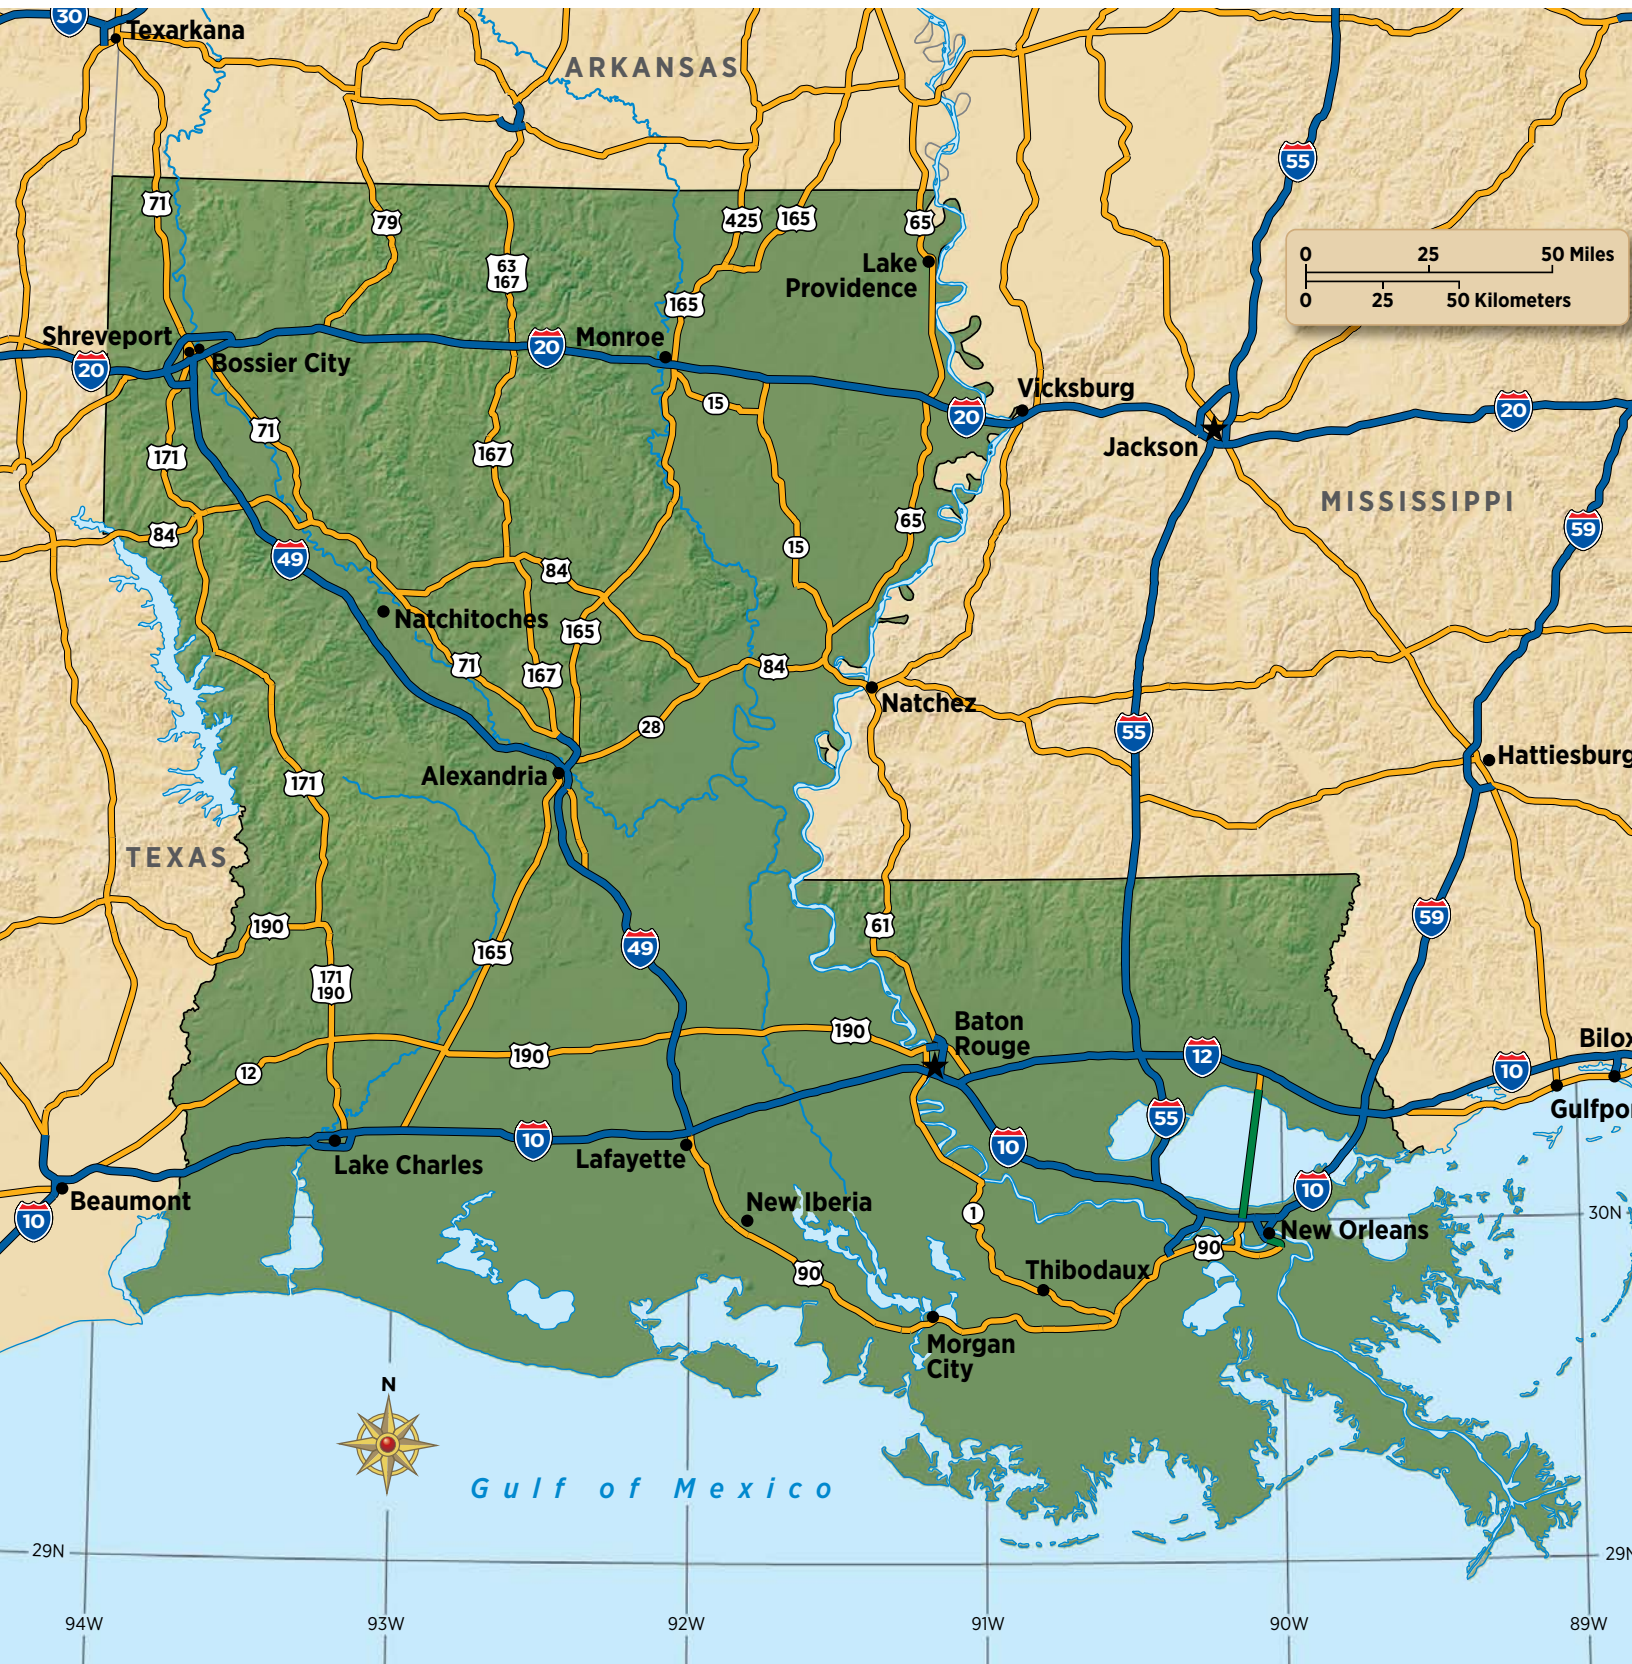 30
Texarkana
ARKANSAS
55
71
79
425
165
65
63
167
Lake
Providence
0
25
50 Miles
0
25
50 Kilometers
165
Shreveport
Monroe
20
20
Bossier City
Vicksburg
15
20
20
71
Jackson
171
167
MISSISSIPPI
65
59
84
15
49
84
Natchitoches
165
71
167
84
Natchez
28
55
Hattiesburg
Alexandria
171
TEXAS
59
190
61
165
49
171
190
Baton
Rouge
190
Bilox
190
12
12
10
Gulfpo
55
10
10
Lake Charles
Lafayette
Beaumont
10
New Iberia
10
1
30N
New Orleans
90
Thibodaux
90
Morgan
City
N
Gulf of Mexico
29N
29N
94W
93W
92W
91W
90W
89W